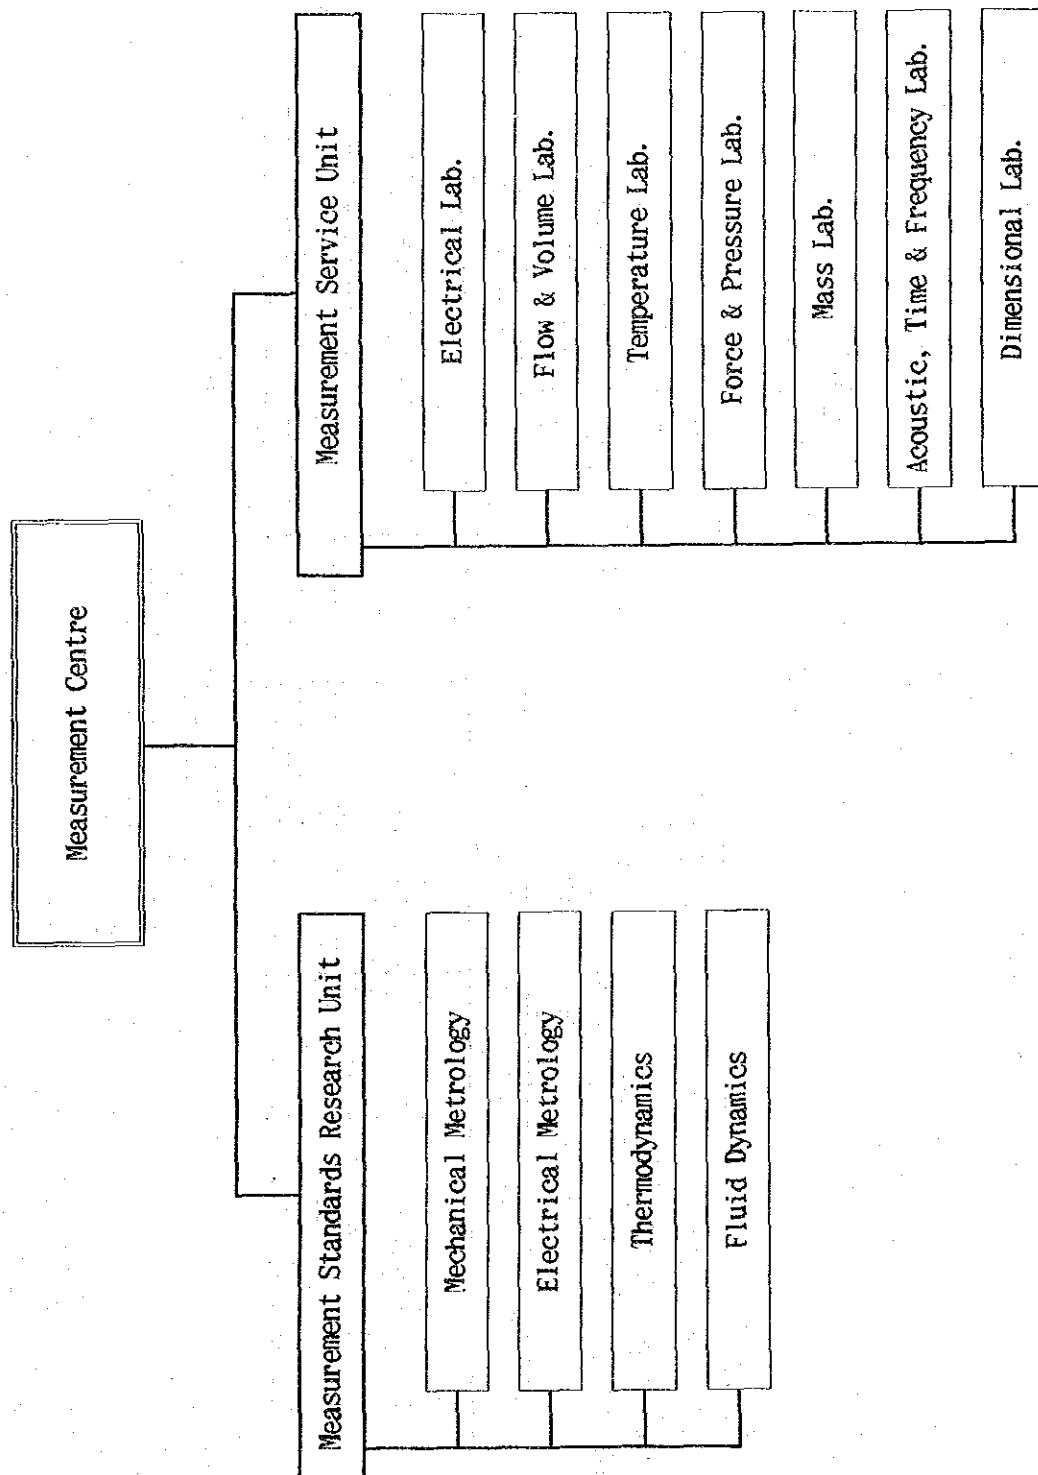 Measurement Centre
Measurement Standards Research Unit
Mechanical Metrology
Electrical Metrology
Thermodynamics
Fluid Dynamics
Measurement Service Unit
Electrical Lab.
Flow & Volume Lab.
Temperature Lab.
Force & Pressure Lab.
Mass Lab.
Acoustic, Time & Frequency Lab.
Dimensional Lab.